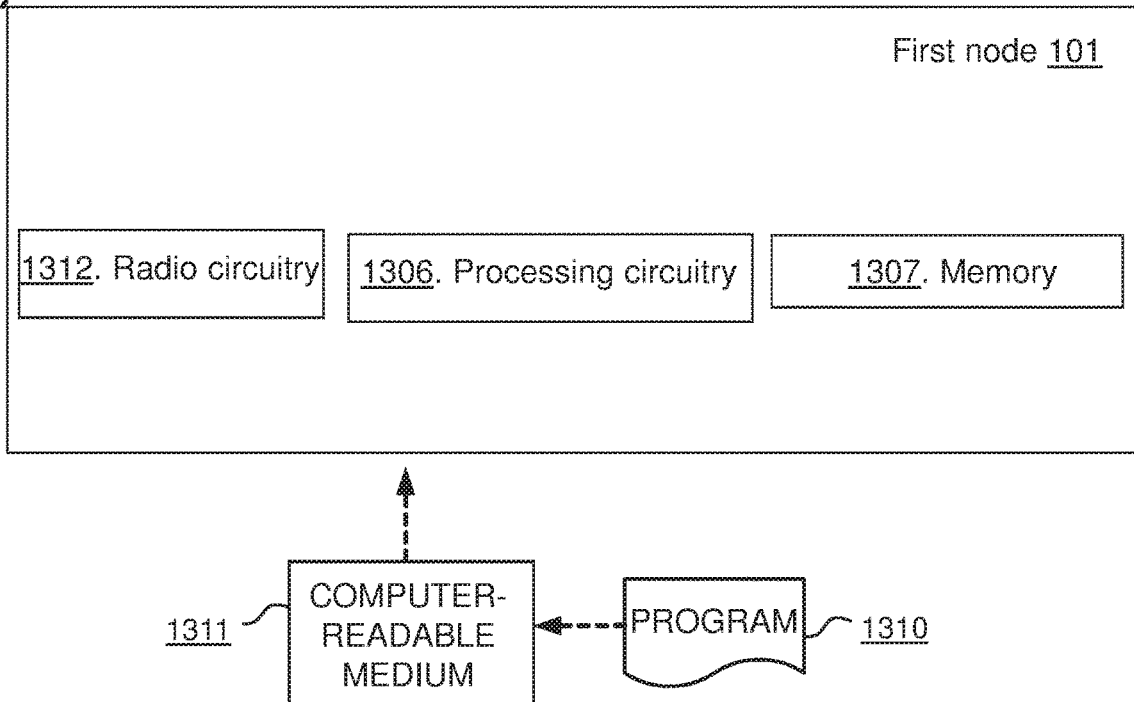 First node 101
1312. Radio circuitry
1306. Processing circuitry
1307. Memory
COMPUTER-
READABLE
MEDIUM
1311
PROGRAM
1310